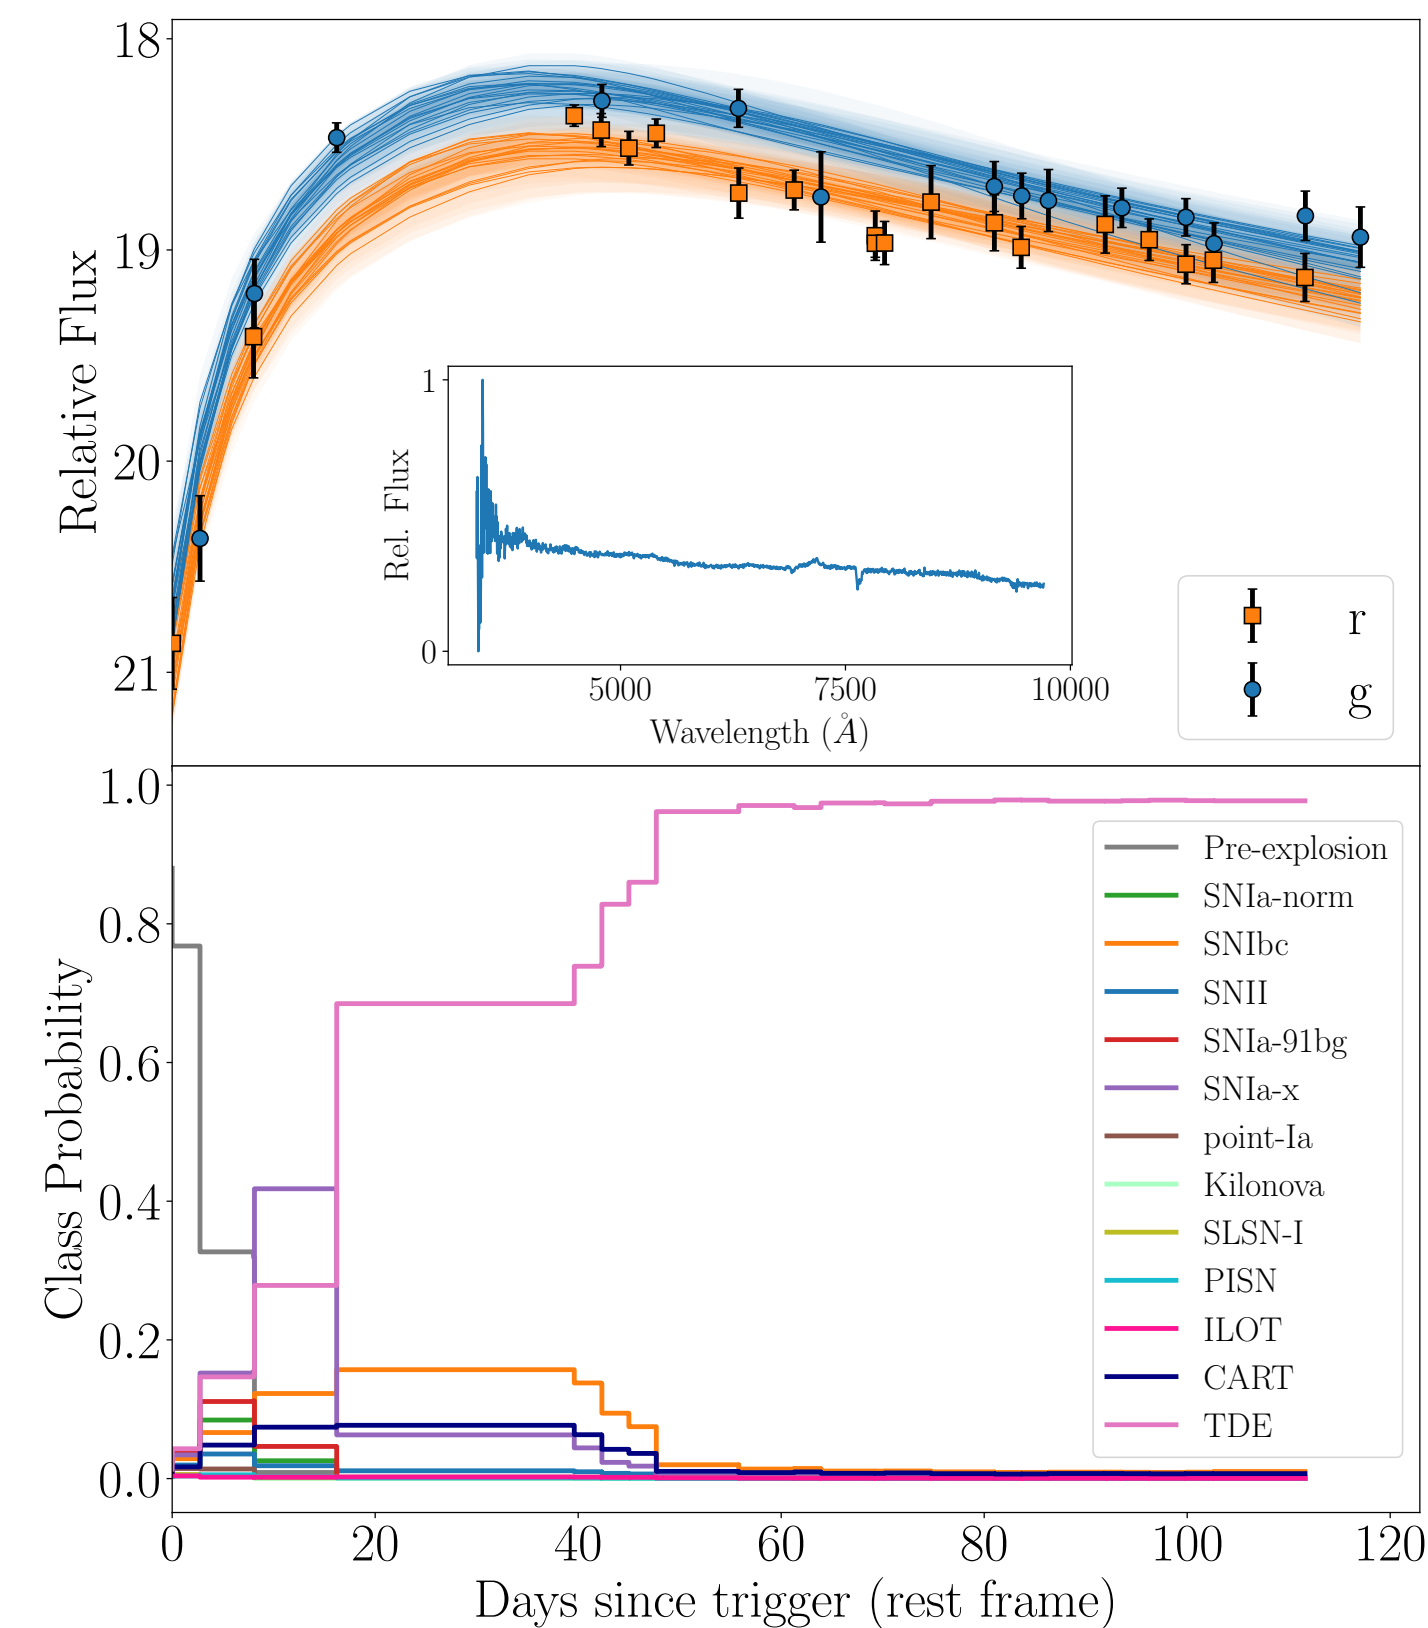 18
19
20
21
Relative Flux
1
0
Rel. Flux
5000 7500 10000
Wavelength (Å)
r
g
1.0
0.8
0.6
0.4
0.2
0.0
Class Probability
Pre-explosion
SNIa-norm
SNIbc
SNII
SNIa-91bg
SNIa-x
point-Ia
Kilonova
SLSN-I
PISN
ILOT
CART
TDE
0 20 40 60 80 100 120
Days since trigger (rest frame)